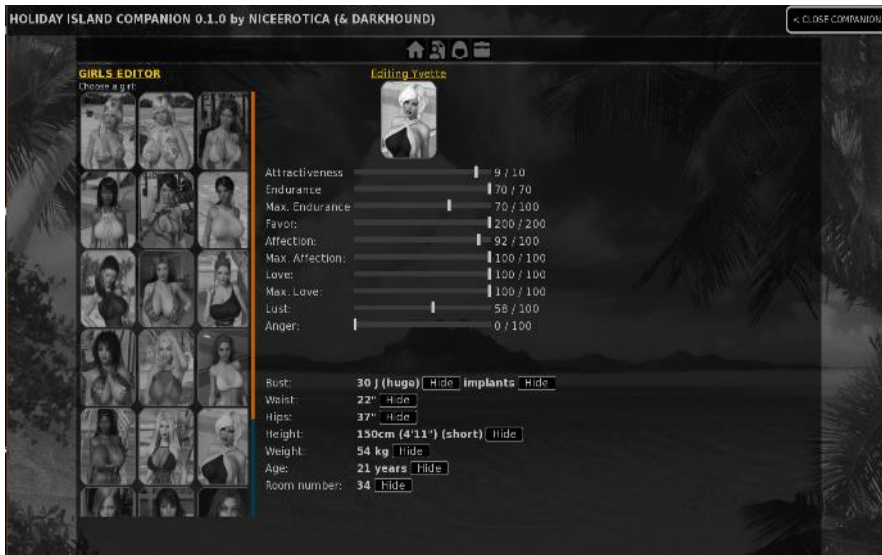 HOLIDAY ISLAND COMPANION 0.1.0 by NICEEROTICA (& DARKHOUND)
< CLOSE COMPANION
GIRLS EDITOR
Choose a girl:
Editing Yvette
Attractiveness 9 / 10
Endurance 70 / 70
Max. Endurance 70 / 100
Favor: 200 / 200
Affection: 92 / 100
Max. Affection: 100 / 100
Love: 100 / 100
Max. Love: 100 / 100
Lust: 58 / 100
Anger: 0 / 100
Bust: 30 J (huge) Hide implants Hide
Waist: 22" Hide
Hips: 37" Hide
Height: 150cm (4'11") (short) Hide
Weight: 54 kg Hide
Age: 21 years Hide
Room number: 34 Hide